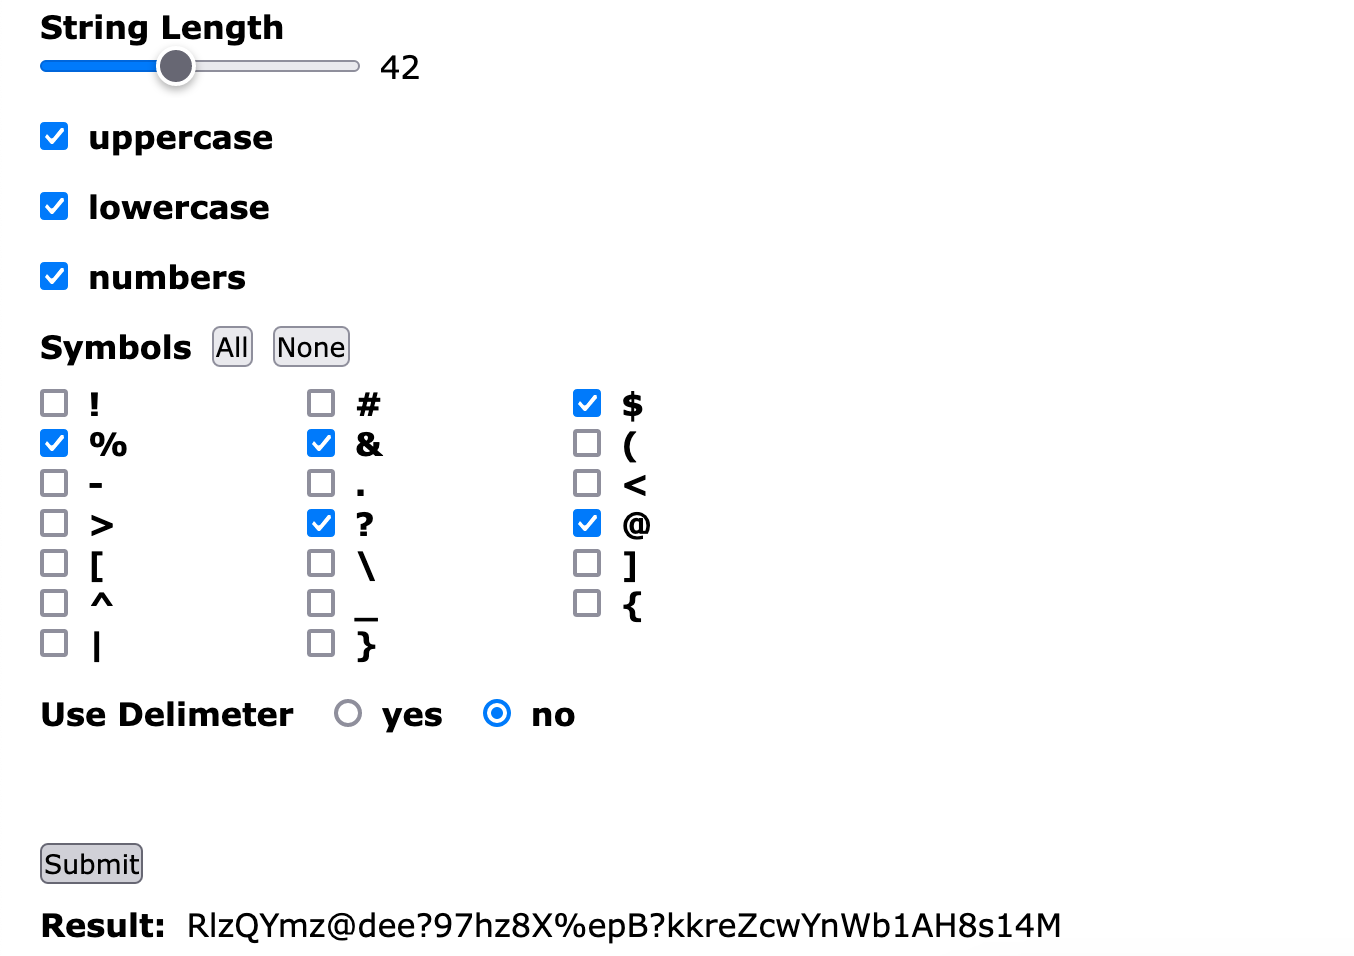 String Length
42
uppercase
lowercase
numbers
Symbols All None
! # $
% & (
- . <
> ? @
[ \ ]
^ _ {
| }
Use Delimeter yes no
Submit
Result: RlzQYmz@dee?97hz8X%epB?kkreZcwYnWb1AH8s14M